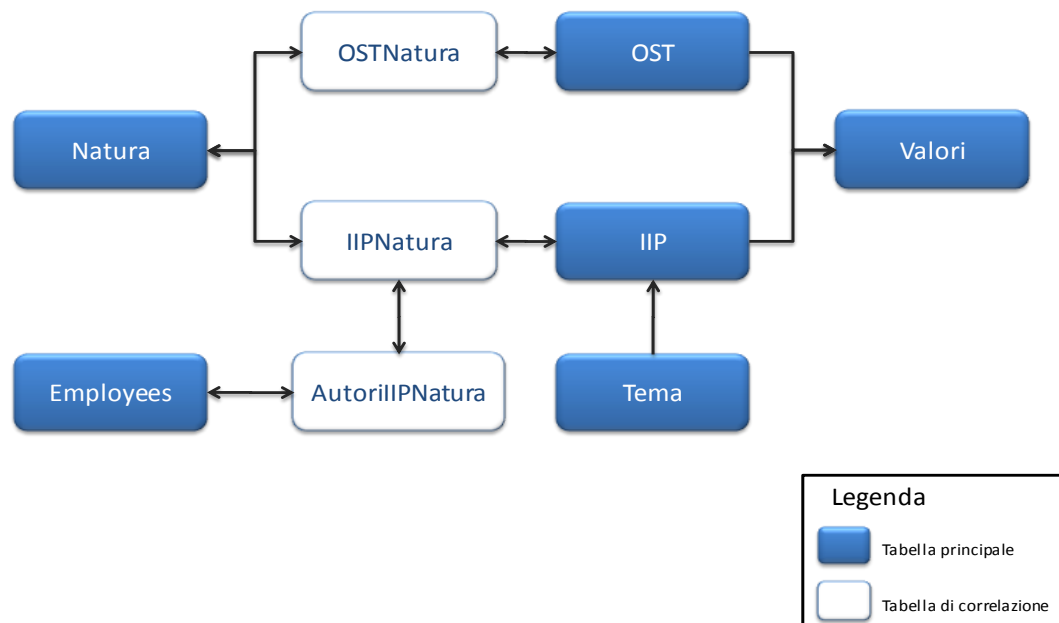 OSTNatura
OST
Natura
Valori
IIPNatura
IIP
Employees
AutoriIIPNatura
Tema
Legenda
Tabella principale
Tabella di correlazione